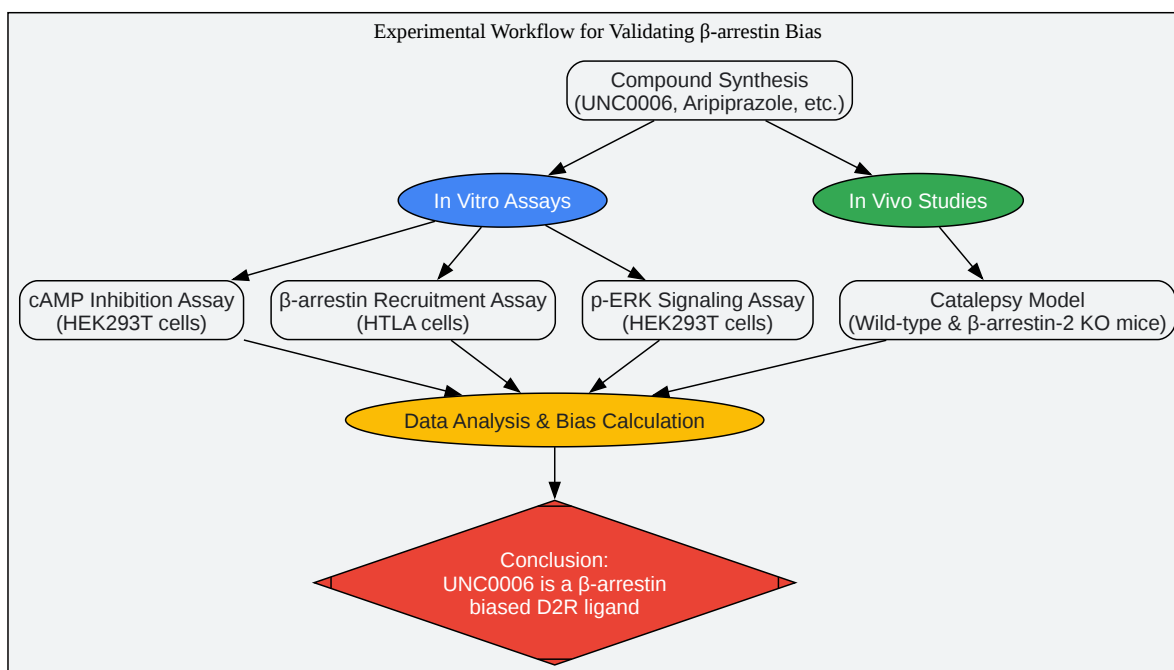 Experimental Workflow for Validating β-arrestin Bias
Compound Synthesis
(UNC0006, Aripiprazole, etc.)
In Vitro Assays
In Vivo Studies
cAMP Inhibition Assay
(HEK293T cells)
β-arrestin Recruitment Assay
(HTLA cells)
p-ERK Signaling Assay
(HEK293T cells)
Catalepsy Model
(Wild-type & β-arrestin-2 KO mice)
Data Analysis & Bias Calculation
Conclusion:
UNC0006 is a β-arrestin
biased D2R ligand